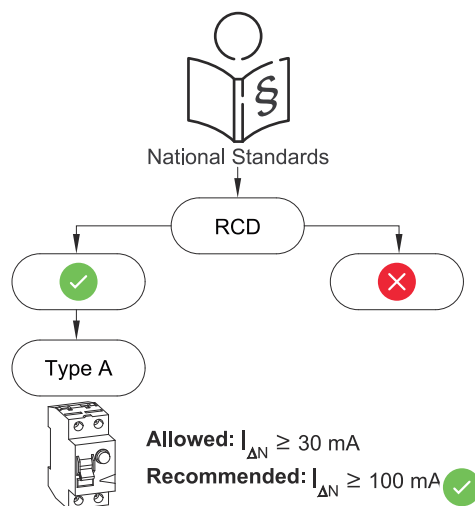 §
National Standards
RCD
Type A
Allowed: IΔN ≥ 30 mA
Recommended: IΔN ≥ 100 mA